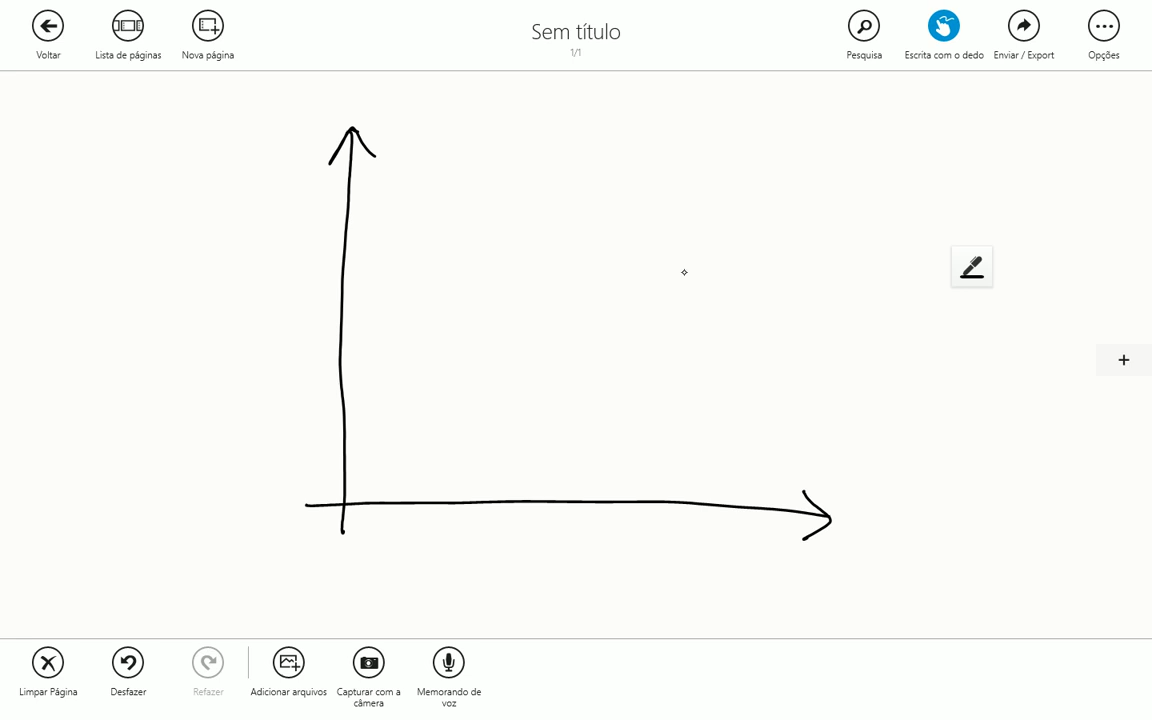 Sem título
1/1
Voltar
Lista de páginas
Nova página
Pesquisa
Escrita com o dedo
Enviar / Export
Opções
Limpar Página
Desfazer
Refazer
Adicionar arquivos
Capturar com a
câmera
Memorando de
voz